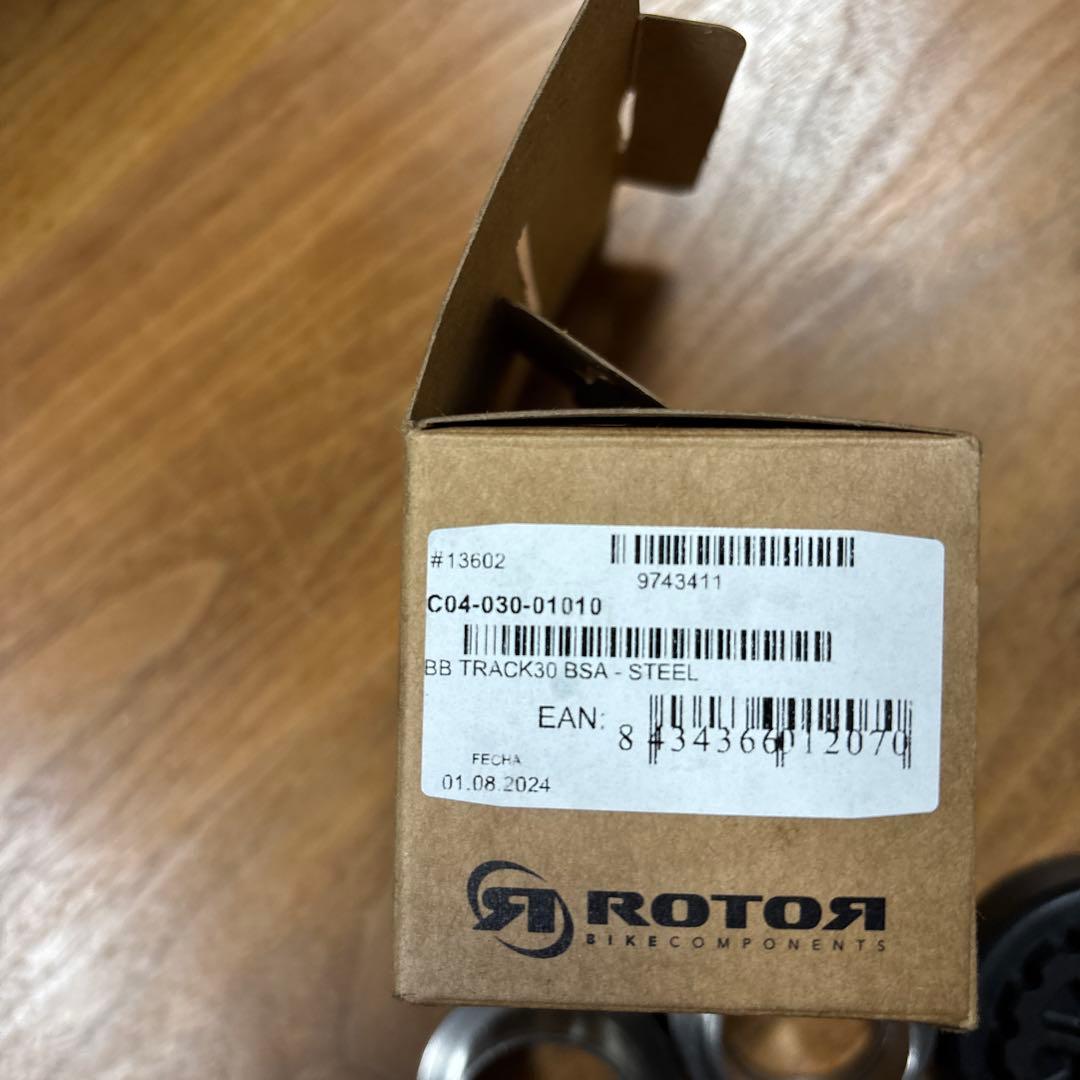 #13602
9743411
C04-030-01010
BB TRACK30 BSA - STEEL
EAN:
8 434366 012070
FECHA
01.08.2024
ROTOR
BIKECOMPONENTS